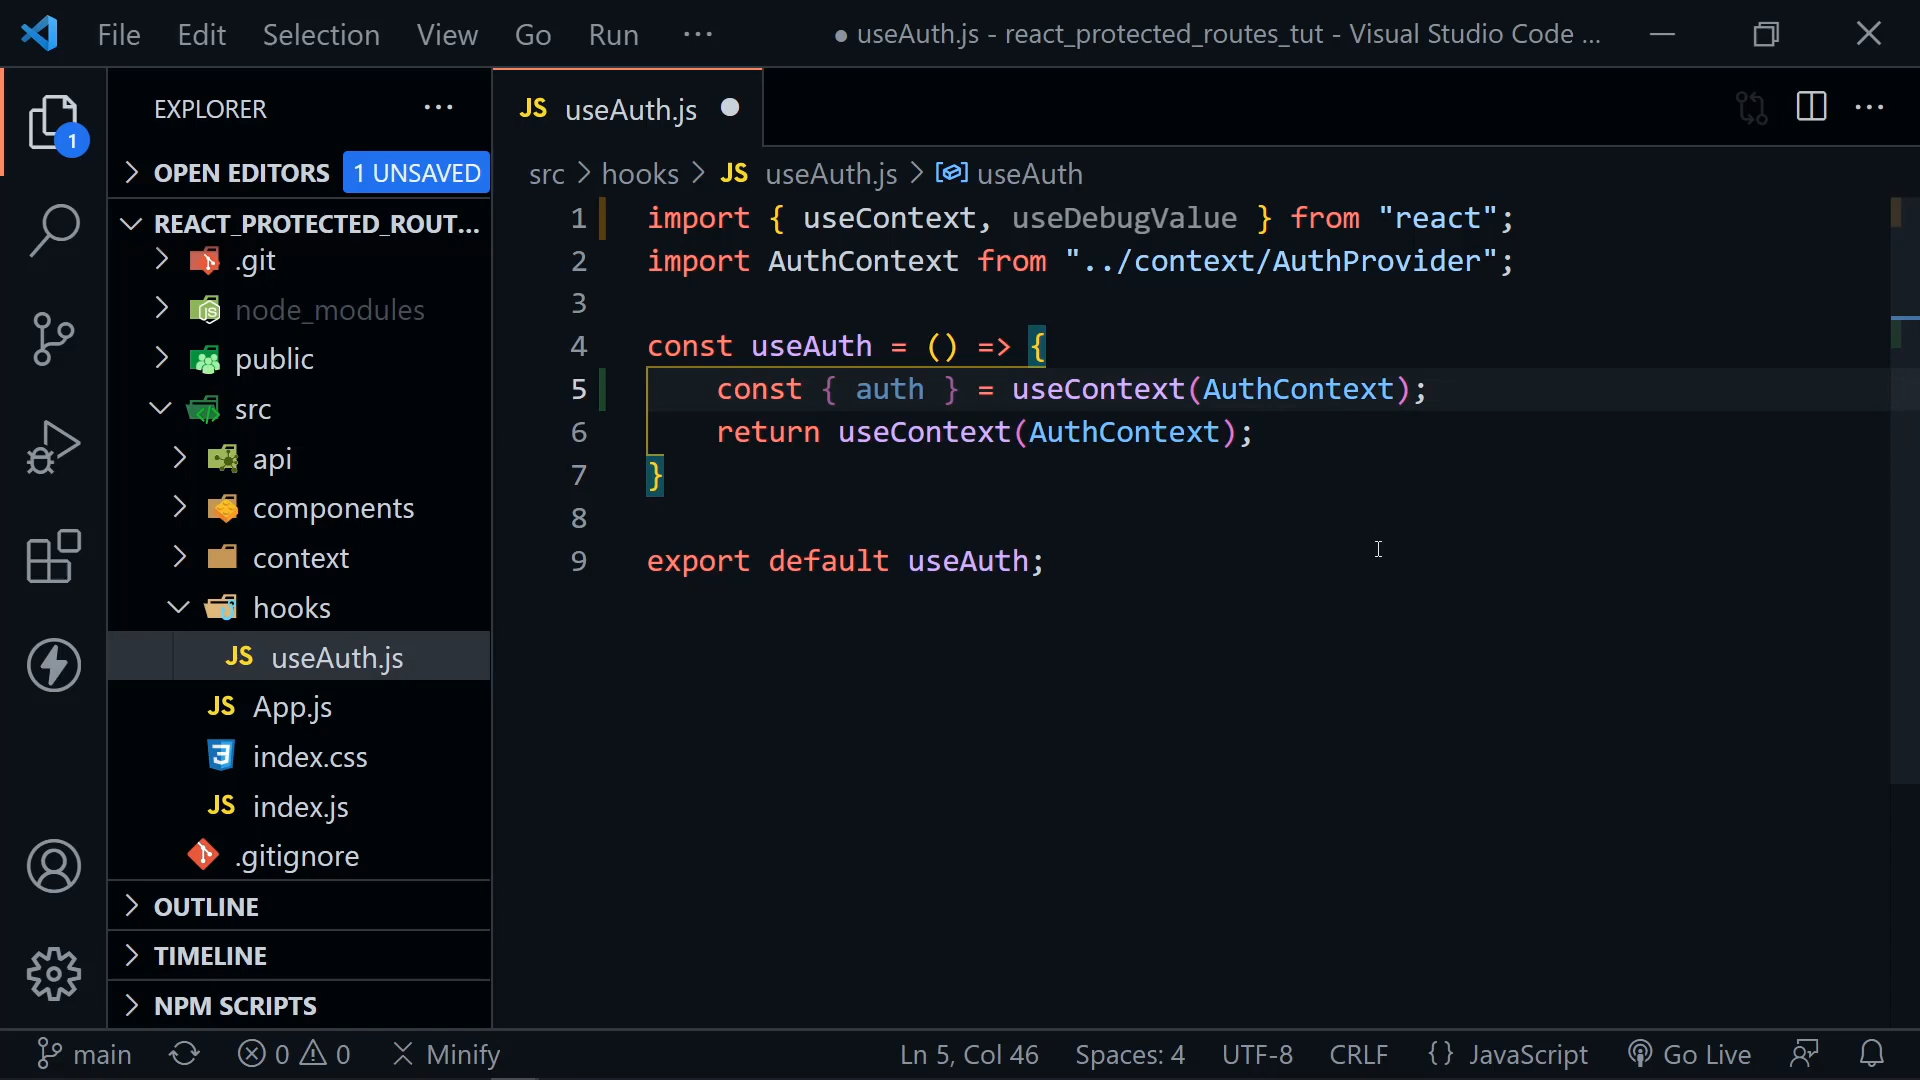 File Edit Selection View Go Run ··· ● useAuth.js - react_protected_routes_tut - Visual Studio Code ...
EXPLORER ···
1
OPEN EDITORS 1 UNSAVED
REACT_PROTECTED_ROUT...
.git
node_modules
public
src
api
components
context
hooks
JS useAuth.js
JS App.js
3 index.css
JS index.js
.gitignore
OUTLINE
TIMELINE
NPM SCRIPTS
JS useAuth.js ●
src > hooks > JS useAuth.js > useAuth
1 import { useContext, useDebugValue } from "react";
2 import AuthContext from "../context/AuthProvider";
3
4 const useAuth = () => {
5 const { auth } = useContext(AuthContext);
6 return useContext(AuthContext);
7 }
8
9 export default useAuth;
main 0 0 Minify Ln 5, Col 46 Spaces: 4 UTF-8 CRLF {} JavaScript Go Live